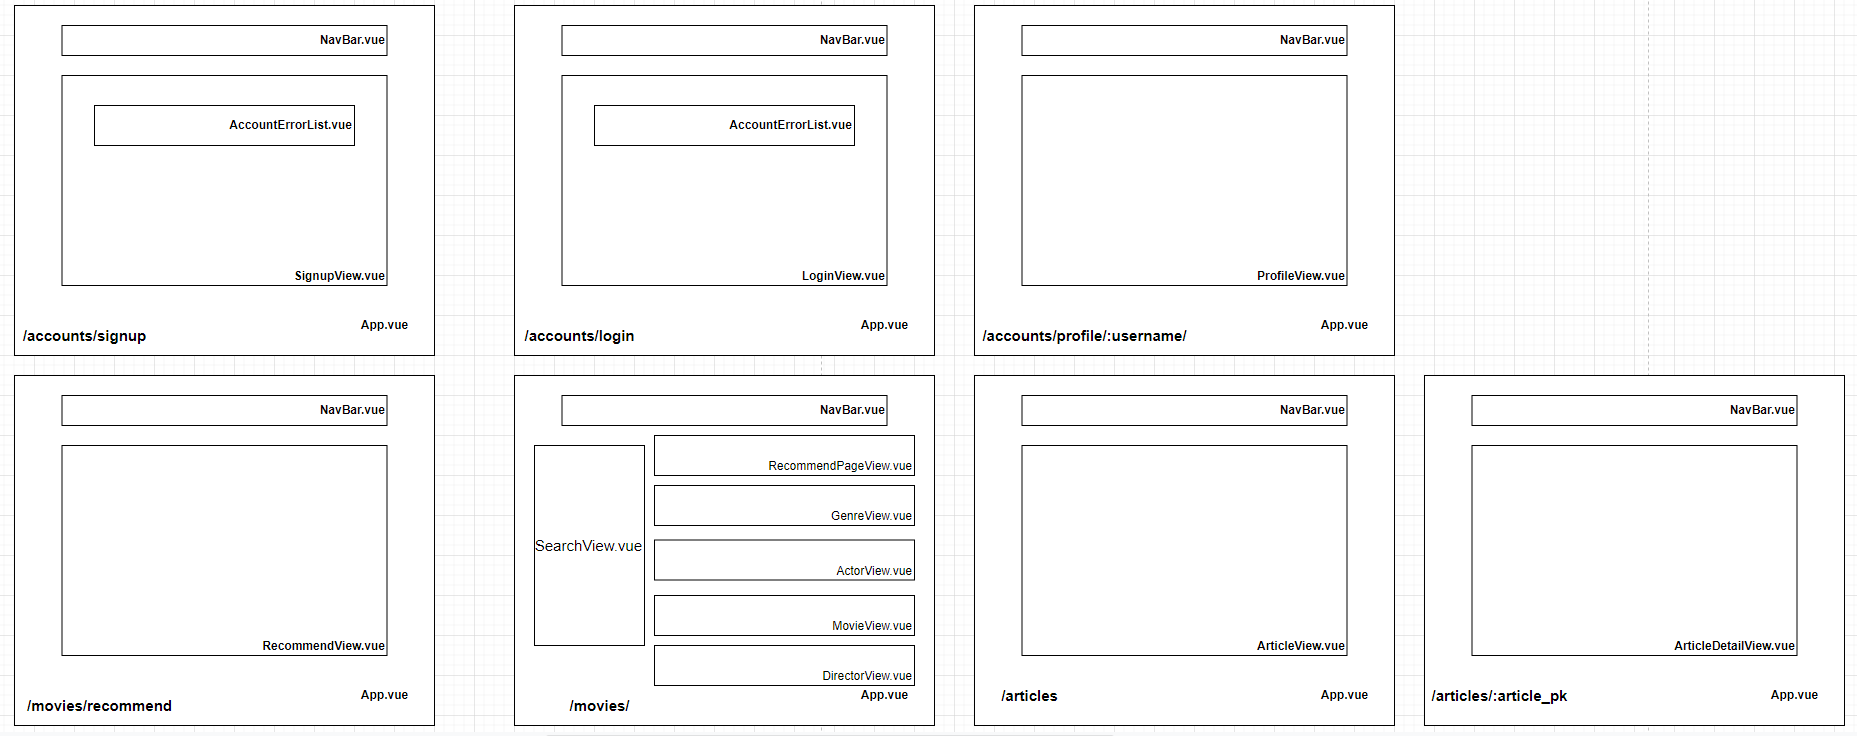 NavBar.vue
AccountErrorList.vue
SignupView.vue
App.vue
/accounts/signup
NavBar.vue
AccountErrorList.vue
LoginView.vue
App.vue
/accounts/login
NavBar.vue
ProfileView.vue
App.vue
/accounts/profile/:username/
NavBar.vue
RecommendView.vue
App.vue
/movies/recommend
NavBar.vue
SearchView.vue
RecommendPageView.vue
GenreView.vue
ActorView.vue
MovieView.vue
DirectorView.vue
App.vue
/movies/
NavBar.vue
ArticleView.vue
App.vue
/articles
NavBar.vue
ArticleDetailView.vue
App.vue
/articles/:article_pk